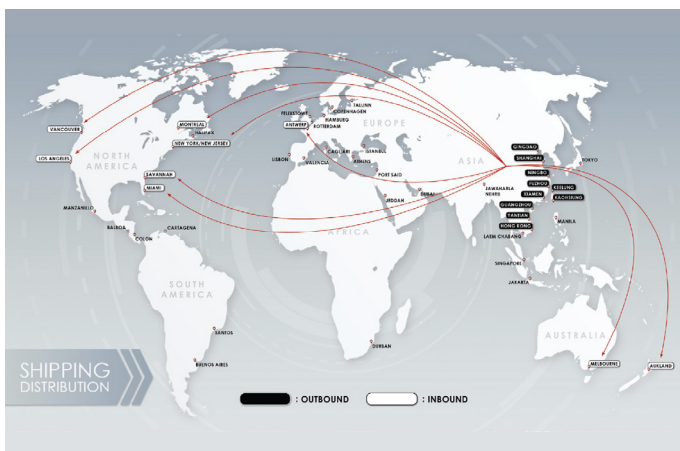 TALLINN
COPENHAGEN
FELIXSTOWE
HAMBURG
ANTWERP
ROTTERDAM
EUROPE
VANCOUVER
MONTREAL
HALIFAX
NEW YORK/NEW JERSEY
LOS ANGELES
NORTH
AMERICA
SAVANNAH
MIAMI
LISBON
VALENCIA
CAGLIARI
ISTANBUL
ATHENS
PORT SAID
ASIA
QINGDAO
SHANGHAI
TOKYO
NINGBO
FUZHOU
KEELUNG
XIAMEN
KAOHSIUNG
JAWAHARLA
NEHRU
DUBAI
JEDDAH
GUANGZHOU
YANTIAN
HONG KONG
MANILA
LAEM CHABANG
MANZANILLO
BALBOA
COLON
CARTAGENA
AFRICA
SINGAPORE
JAKARTA
SOUTH
AMERICA
SANTOS
DURBAN
AUSTRALIA
BUENOS AIRES
MELBOURNE
AUKLAND
SHIPPING
DISTRIBUTION
: OUTBOUND
: INBOUND